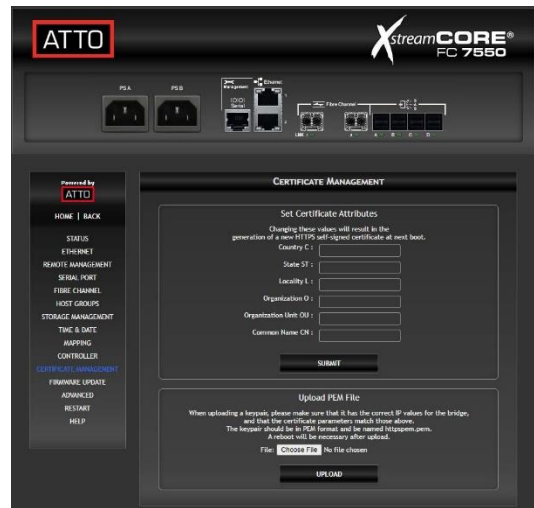 ATTO
XstreamCORE®
FC 7550
PS A
PS B
Management
Ethernet
Serial
1
2
Fibre Channel
LINK 1
2
A B C D
Powered by
ATTO
HOME | BACK
STATUS
ETHERNET
REMOTE MANAGEMENT
SERIAL PORT
FIBRE CHANNEL
HOST GROUPS
STORAGE MANAGEMENT
TIME & DATE
MAPPING
CONTROLLER
CERTIFICATE MANAGEMENT
FIRMWARE UPDATE
ADVANCED
RESTART
HELP
CERTIFICATE MANAGEMENT
Set Certificate Attributes
Changing these values will result in the
generation of a new HTTPS self-signed certificate at next boot.
Country C :
State ST :
Locality L :
Organization O :
Organization Unit OU :
Common Name CN :
SUBMIT
Upload PEM File
When uploading a keypair, please make sure that it has the correct IP values for the bridge,
and that the certificate parameters match those above.
The keypair should be in PEM format and be named httpspem.pem.
A reboot will be necessary after upload.
File: Choose File No file chosen
UPLOAD